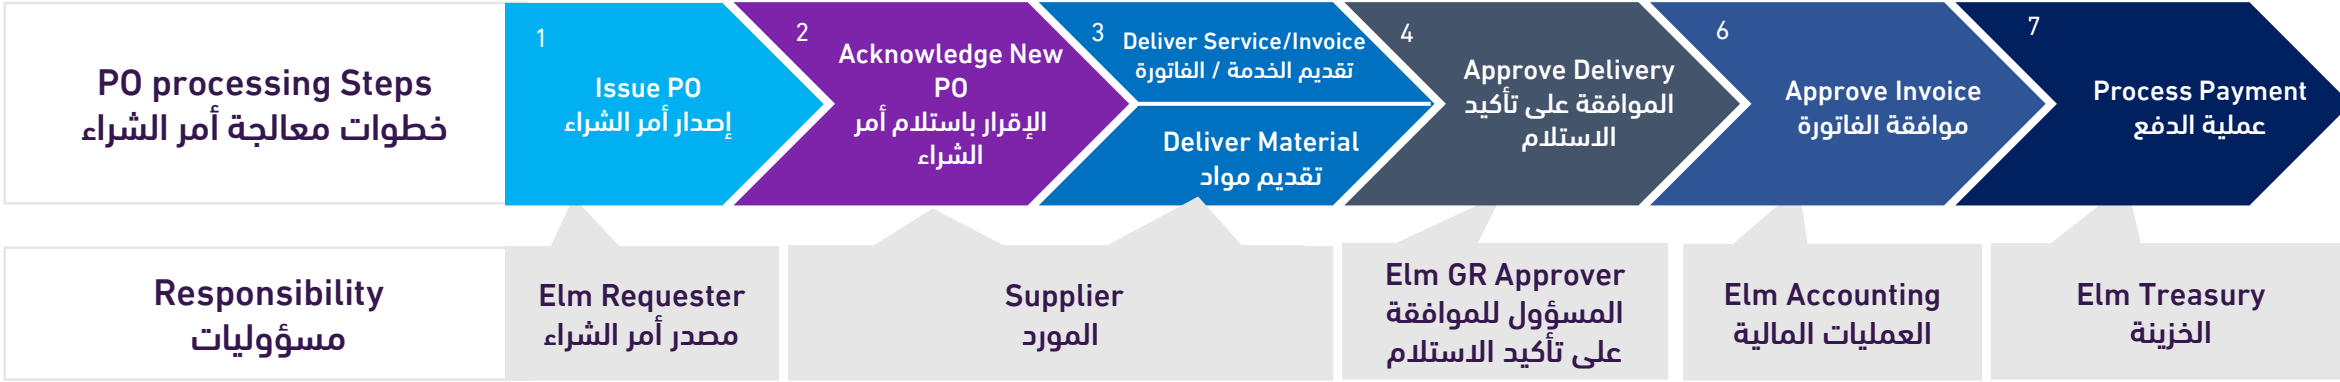 PO processing Steps
خطوات معالجة أمر الشراء
1
Issue PO
إصدار أمر الشراء
2
Acknowledge New
PO
الإقرار باستلام أمر
الشراء
3
Deliver Service/Invoice
تقديم الخدمة / الفاتورة
Deliver Material
تقديم مواد
4
Approve Delivery
الموافقة على تأكيد
الاستلام
6
Approve Invoice
موافقة الفاتورة
7
Process Payment
عملية الدفع
Responsibility
مسؤوليات
Elm Requester
مصدر أمر الشراء
Supplier
المورد
Elm GR Approver
المسؤول للموافقة
على تأكيد الاستلام
Elm Accounting
العمليات المالية
Elm Treasury
الخزينة